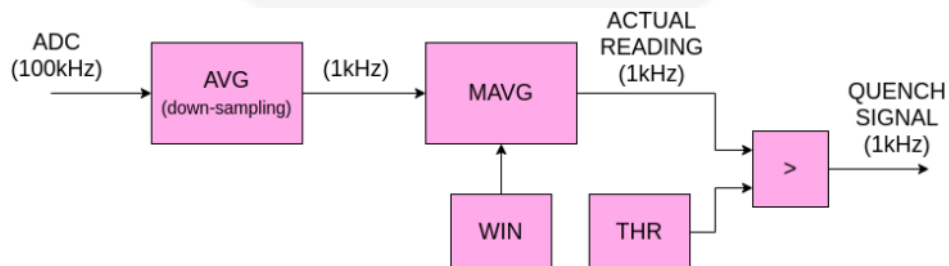 ADC
(100kHz)
AVG
(down-sampling)
(1kHz)
MAVG
ACTUAL
READING
(1kHz)
QUENCH
SIGNAL
(1kHz)
>
WIN
THR